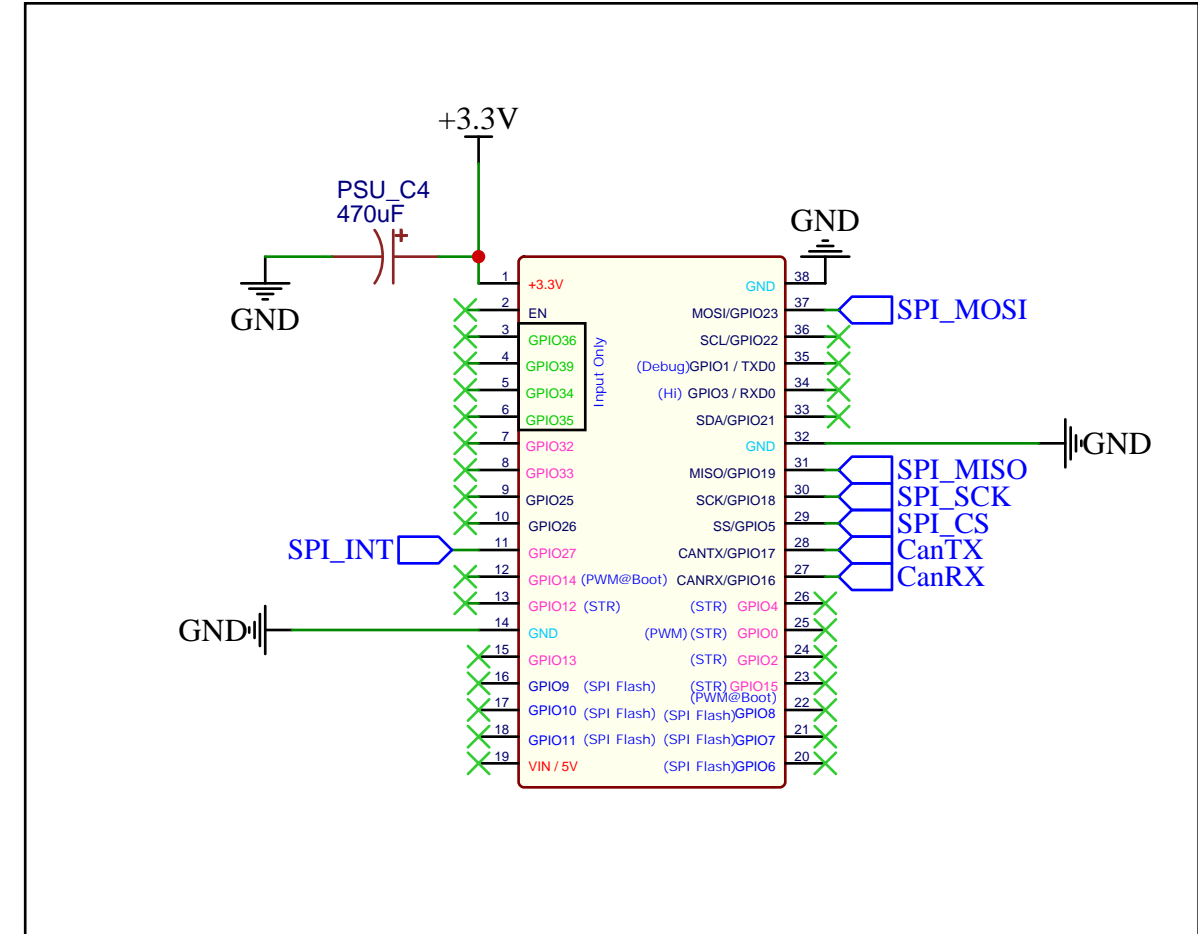 +3.3V
PSU_C4
470uF
+
GND
GND
1 +3.3V GND 38
2 EN MOSI/GPIO23 37 SPI_MOSI
3 GPIO36 SCL/GPIO22 36
4 GPIO39 (Debug)GPIO1 / TXD0 35
5 GPIO34 (Hi) GPIO3 / RXD0 34
6 GPIO35 SDA/GPIO21 33
Input Only
7 GPIO32 GND 32 GND
8 GPIO33 MISO/GPIO19 31 SPI_MISO
9 GPIO25 SCK/GPIO18 30 SPI_SCK
10 GPIO26 SS/GPIO5 29 SPI_CS
SPI_INT 11 GPIO27 CANTX/GPIO17 28 CanTX
12 GPIO14 (PWM@Boot) CANRX/GPIO16 27 CanRX
13 GPIO12 (STR) (STR) GPIO4 26
GND 14 GND (PWM) (STR) GPIO0 25
15 GPIO13 (STR) GPIO2 24
16 GPIO9 (SPI Flash) (STR) GPIO15 23
(PWM@Boot)
17 GPIO10 (SPI Flash) (SPI Flash)GPIO8 22
18 GPIO11 (SPI Flash) (SPI Flash)GPIO7 21
19 VIN / 5V (SPI Flash)GPIO6 20